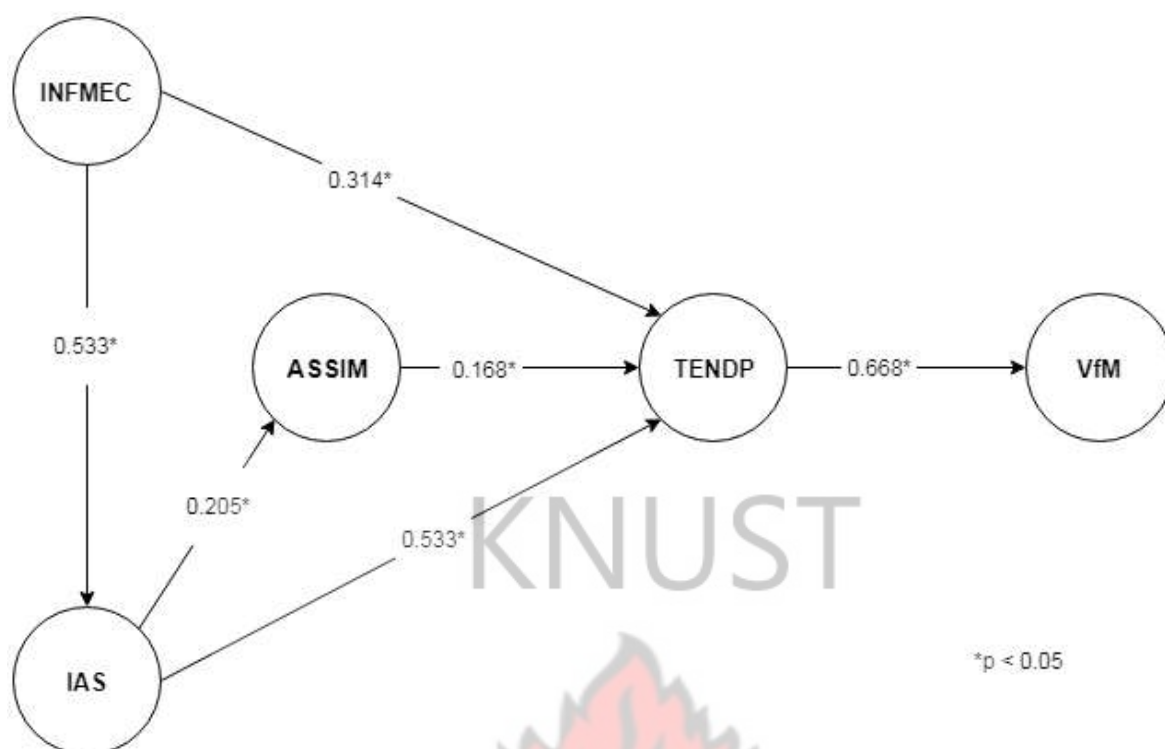 INFMEC
0.314*
0.533*
ASSIM
0.168*
TENDP
0.668*
VfM
0.205*
0.533*
KNUST
IAS
*p < 0.05